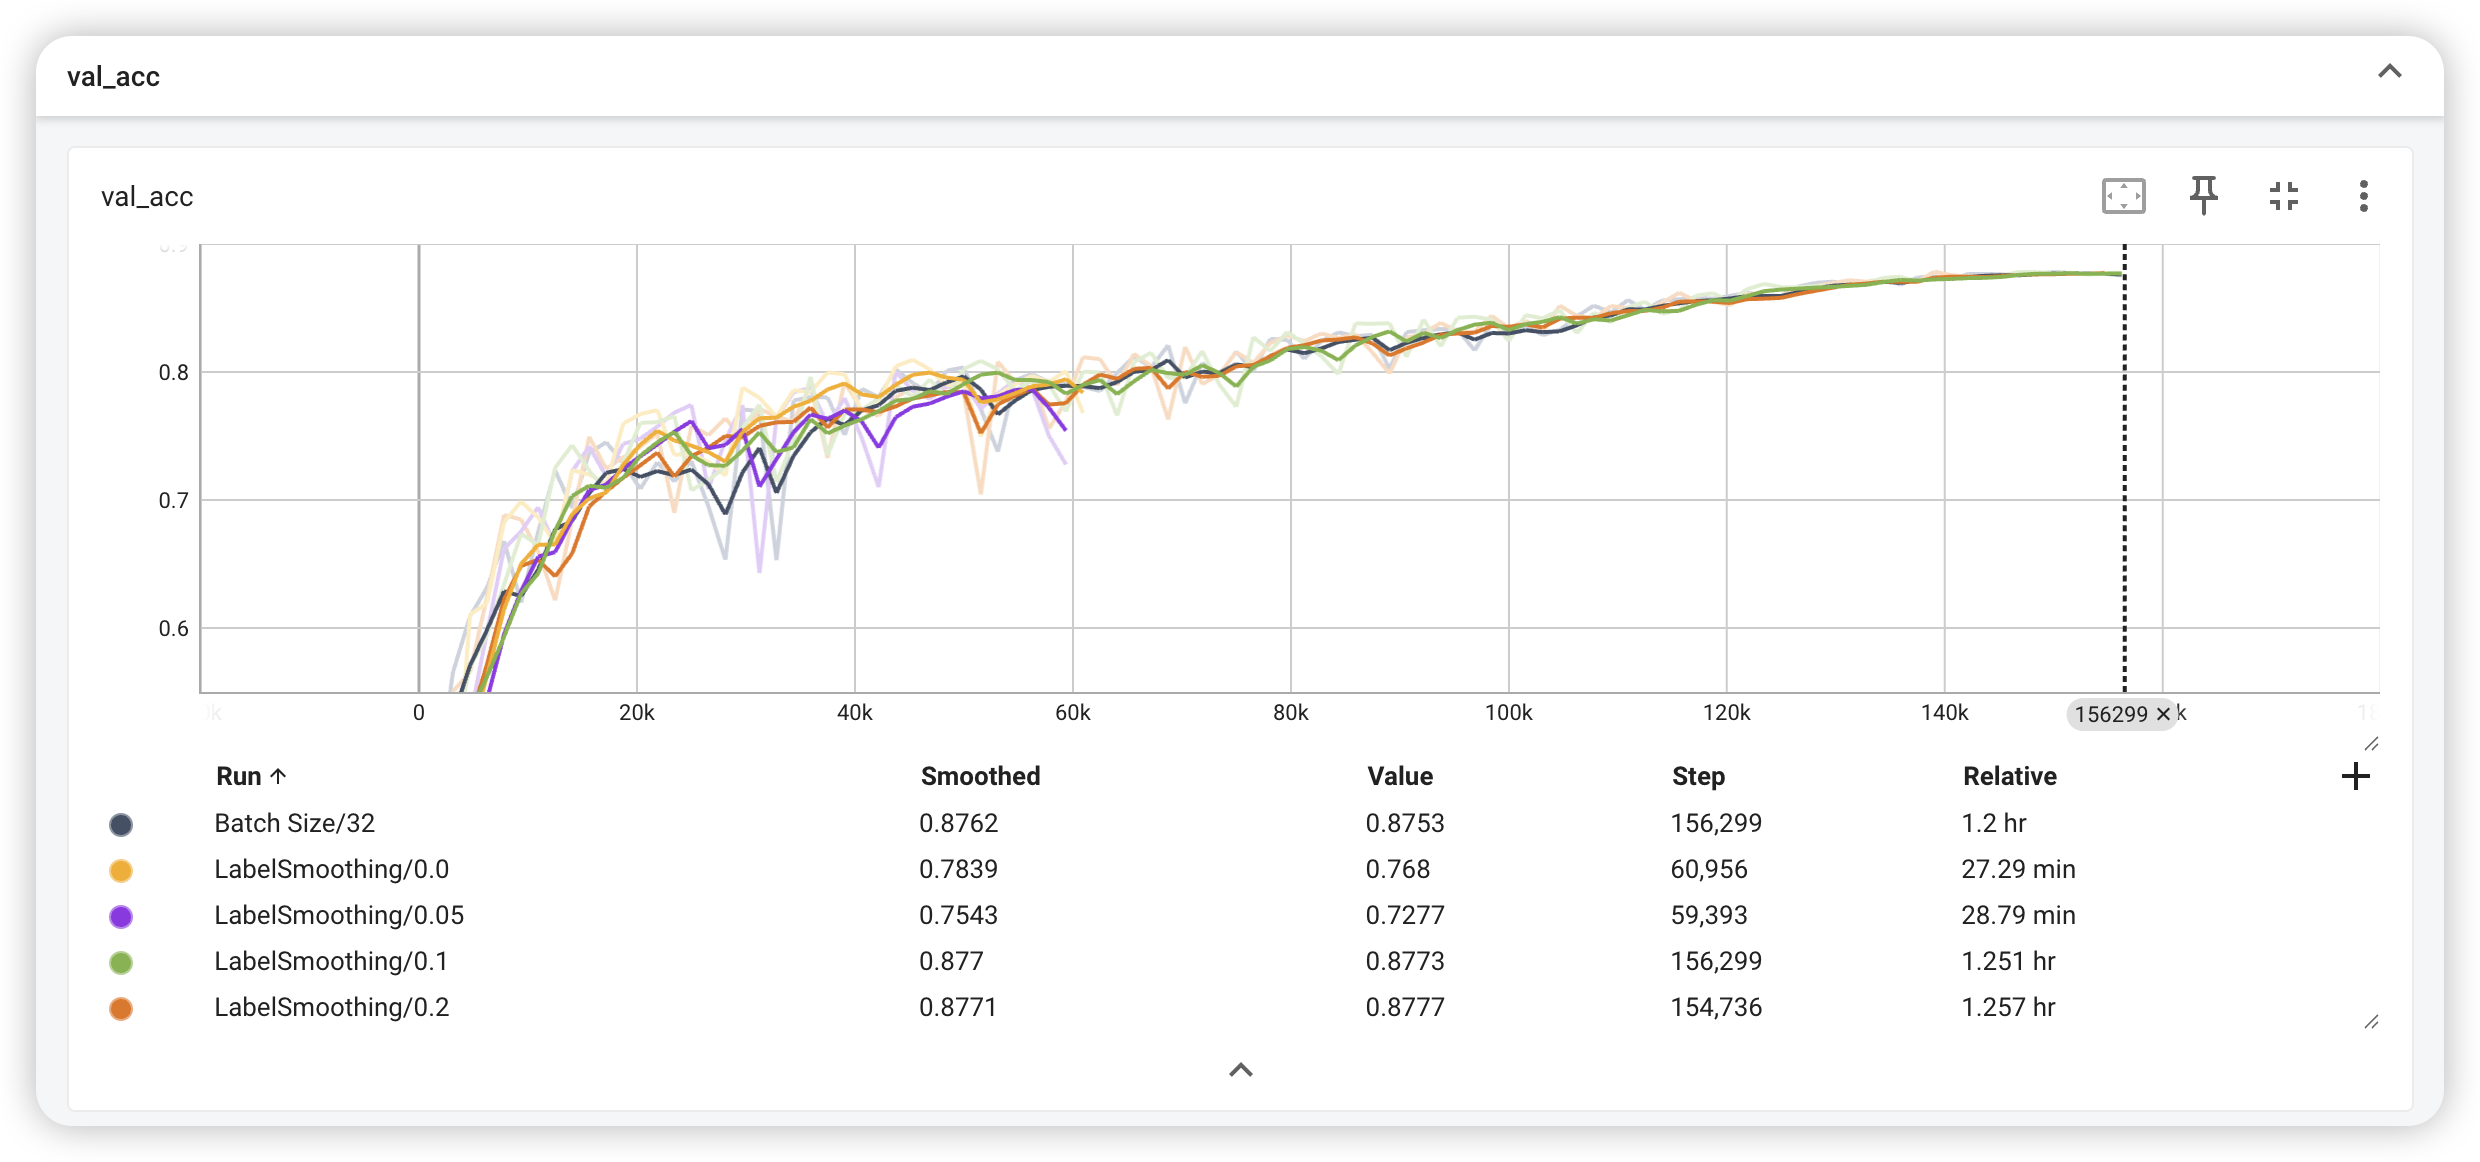 val_acc
val_acc
0.8
0.7
0.6
0 20k 40k 60k 80k 100k 120k 140k 156299 × k
Run ↑ Smoothed Value Step Relative +
Batch Size/32 0.8762 0.8753 156,299 1.2 hr
LabelSmoothing/0.0 0.7839 0.768 60,956 27.29 min
LabelSmoothing/0.05 0.7543 0.7277 59,393 28.79 min
LabelSmoothing/0.1 0.877 0.8773 156,299 1.251 hr
LabelSmoothing/0.2 0.8771 0.8777 154,736 1.257 hr